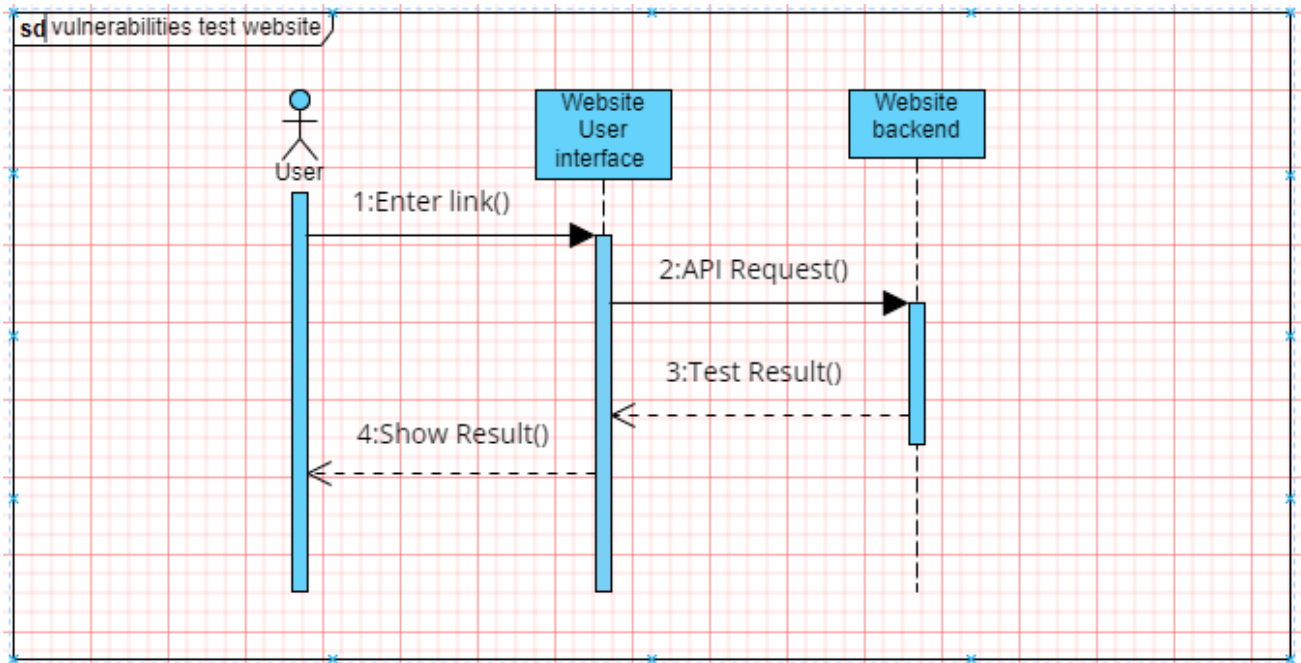 sd vulnerabilities test website
User
Website
User
interface
Website
backend
1:Enter link()
2:API Request()
3:Test Result()
4:Show Result()